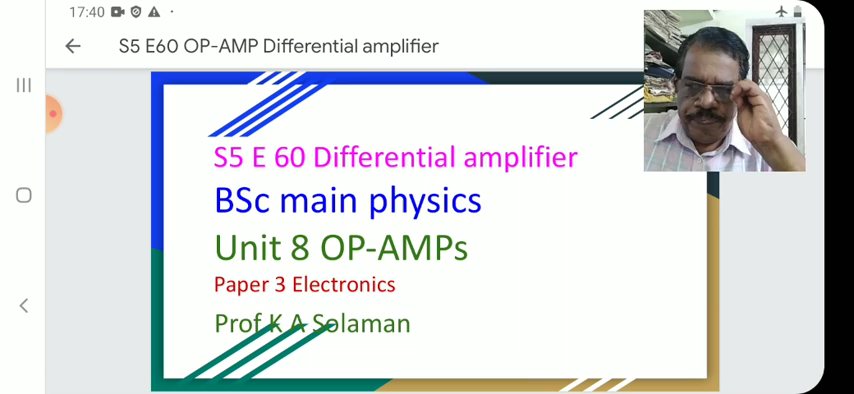 17:40
S5 E60 OP-AMP Differential amplifier
S5 E 60 Differential amplifier
BSc main physics
Unit 8 OP-AMPs
Paper 3 Electronics
Prof K A Solaman